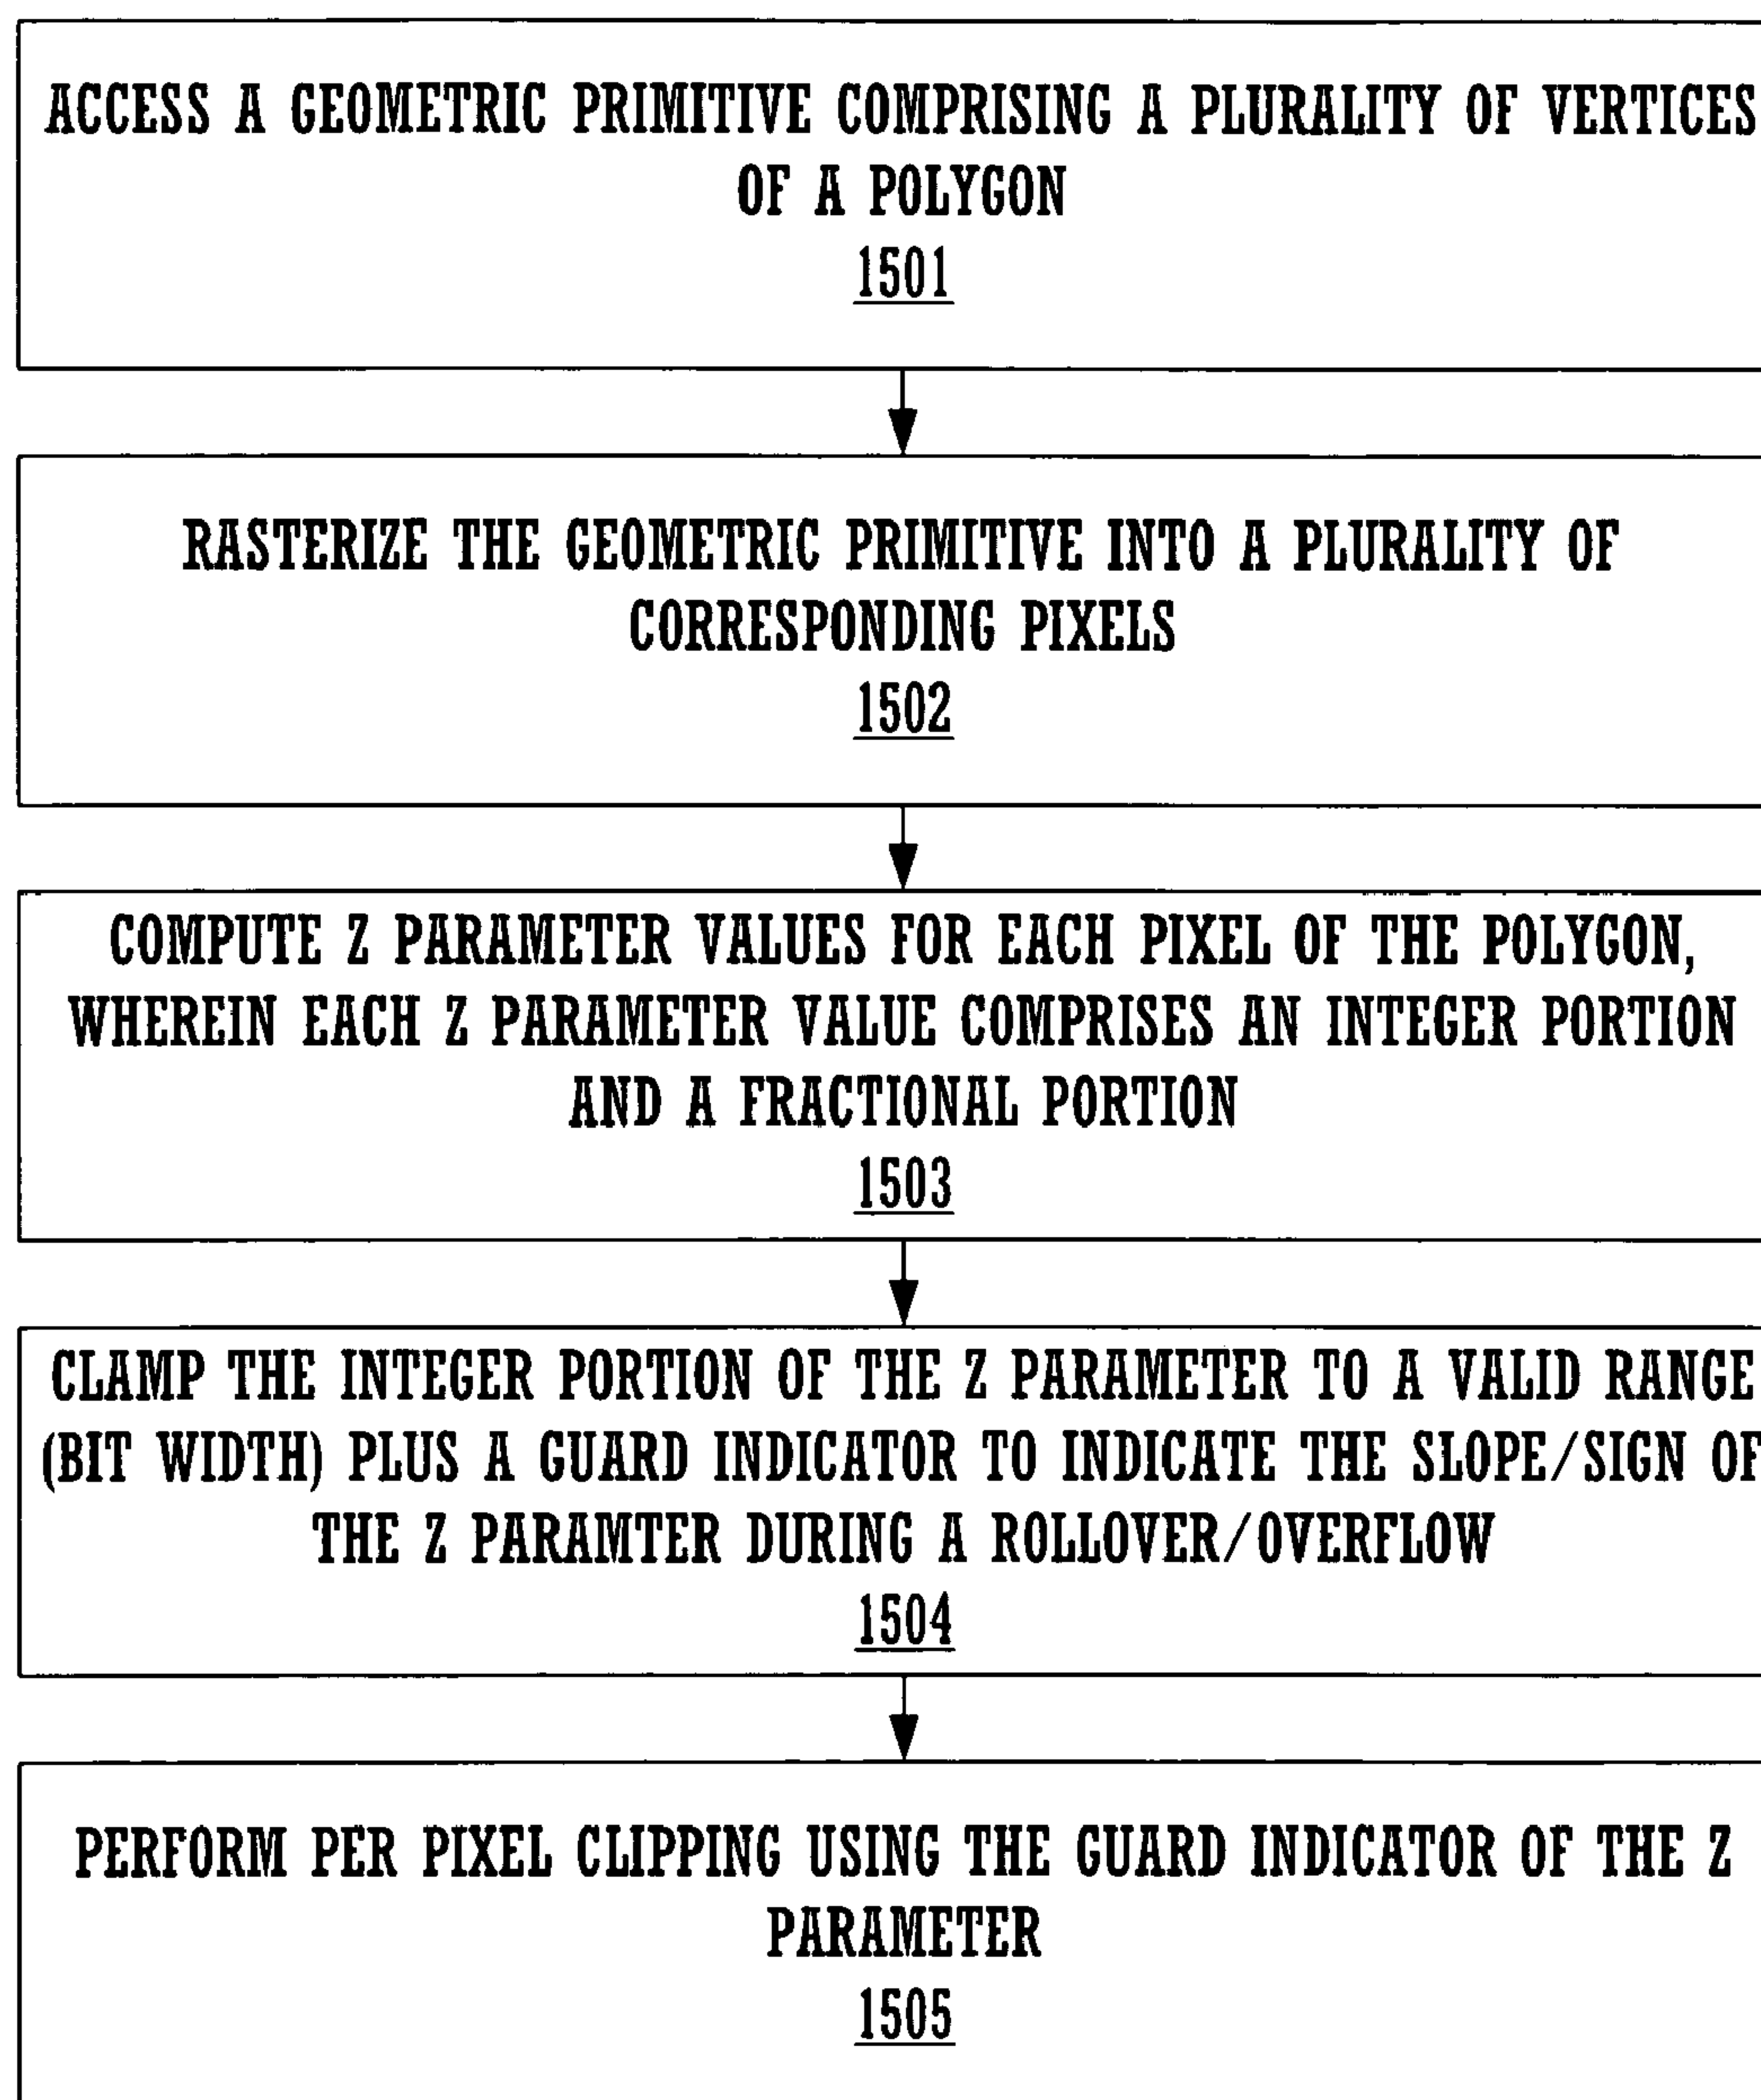 ACCESS A GEOMETRIC PRIMITIVE COMPRISING A PLURALITY OF VERTICES
OF A POLYGON
1501
RASTERIZE THE GEOMETRIC PRIMITIVE INTO A PLURALITY OF
CORRESPONDING PIXELS
1502
COMPUTE Z PARAMETER VALUES FOR EACH PIXEL OF THE POLYGON,
WHEREIN EACH Z PARAMETER VALUE COMPRISES AN INTEGER PORTION
AND A FRACTIONAL PORTION
1503
CLAMP THE INTEGER PORTION OF THE Z PARAMETER TO A VALID RANGE
(BIT WIDTH) PLUS A GUARD INDICATOR TO INDICATE THE SLOPE/SIGN OF
THE Z PARAMTER DURING A ROLLOVER/OVERFLOW
1504
PERFORM PER PIXEL CLIPPING USING THE GUARD INDICATOR OF THE Z
PARAMETER
1505